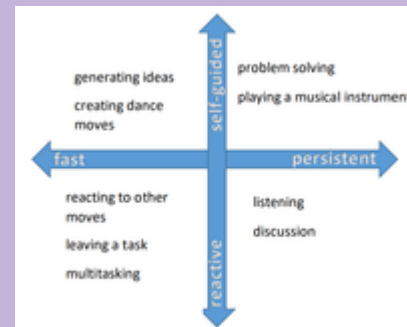 generating ideas
creating dance
moves
self-guided
problem solving
playing a musical instrument
fast
persistent
reacting to other
moves
leaving a task
multitasking
reactive
listening
discussion